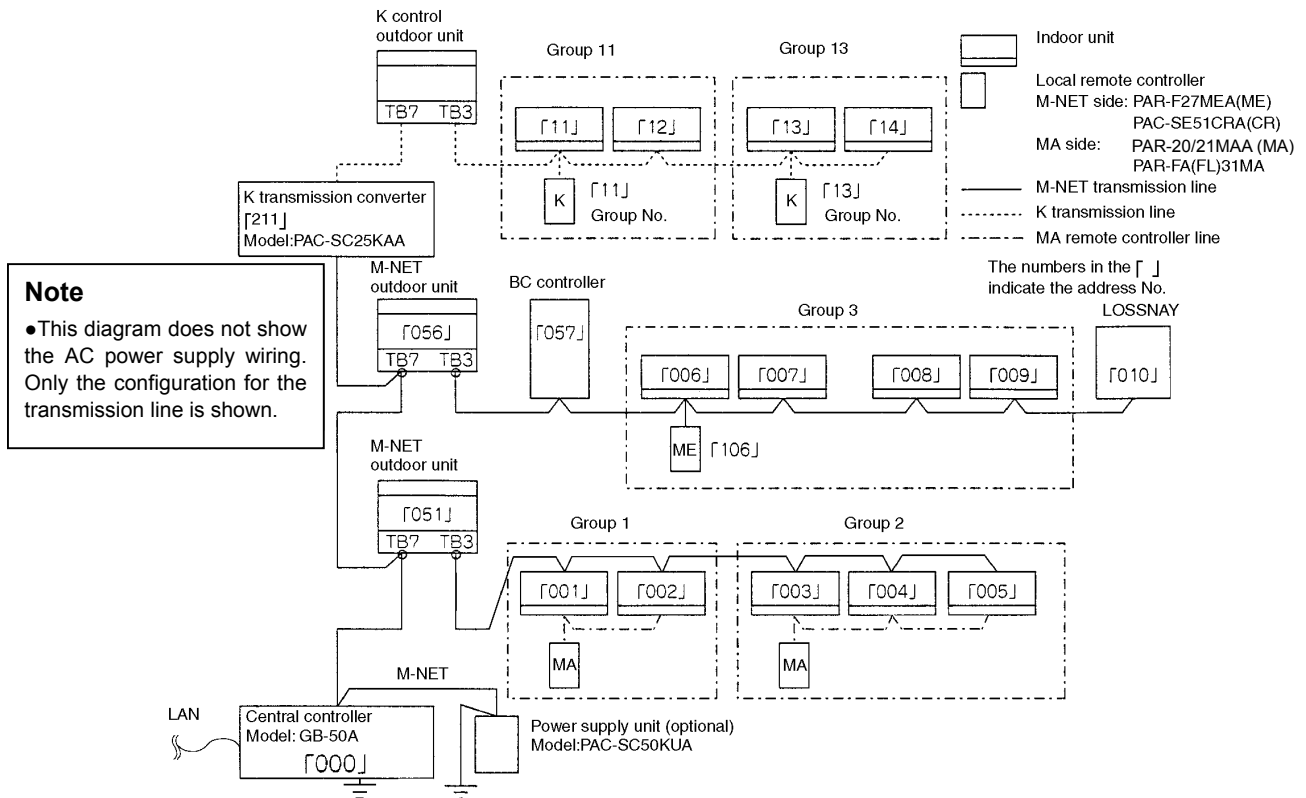 K control
outdoor unit
TB7 TB3
Group 11
Group 13
「11」 「12」 「13」 「14」
K 「11」
Group No.
K 「13」
Group No.
Indoor unit
Local remote controller
M-NET side: PAR-F27MEA(ME)
PAC-SE51CRA(CR)
MA side: PAR-20/21MAA (MA)
PAR-FA(FL)31MA
M-NET transmission line
K transmission line
MA remote controller line
The numbers in the「 」
indicate the address No.
K transmission converter
「211」
Model:PAC-SC25KAA
Note
●This diagram does not show
the AC power supply wiring.
Only the configuration for the
transmission line is shown.
M-NET
outdoor unit
「056」
TB7 TB3
BC controller
「057」
Group 3
「006」 「007」 「008」 「009」
ME 「106」
LOSSNAY
「010」
M-NET
outdoor unit
「051」
TB7 TB3
Group 1
「001」 「002」
MA
Group 2
「003」 「004」 「005」
MA
M-NET
LAN
Central controller
Model: GB-50A
「000」
Power supply unit (optional)
Model:PAC-SC50KUA